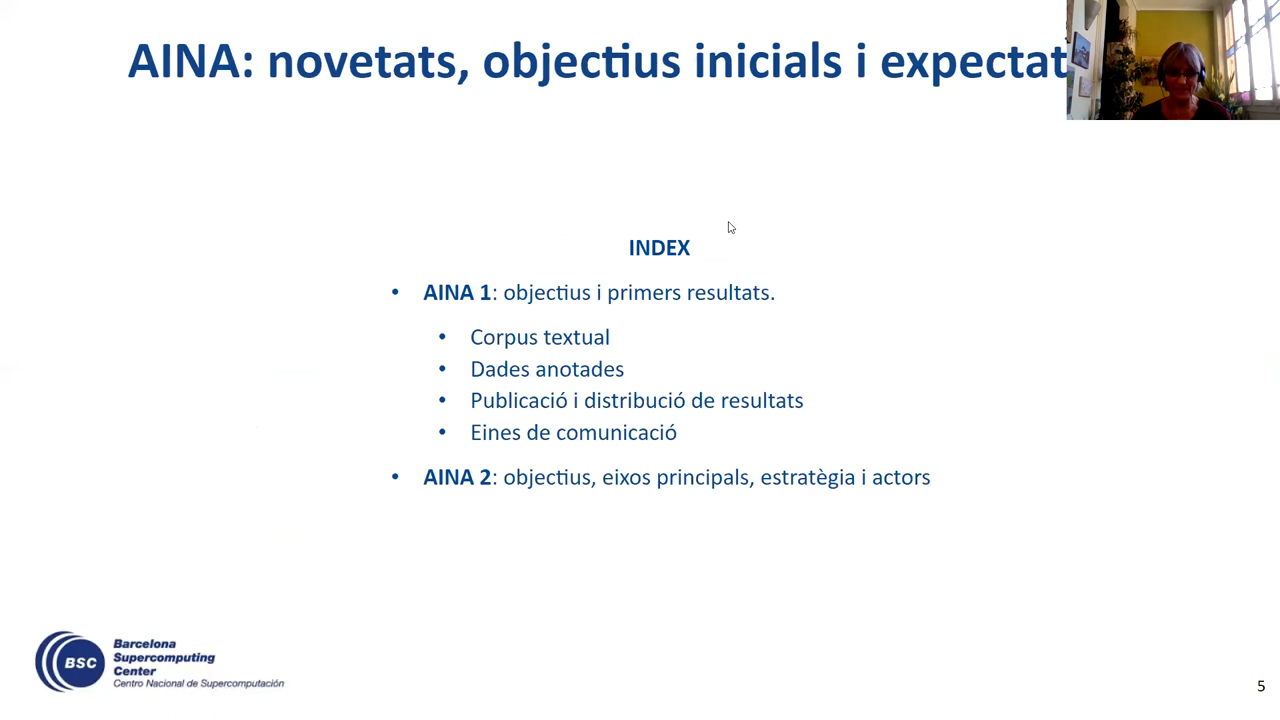 AINA: novetats, objectius inicials i expectat
INDEX
• AINA 1: objectius i primers resultats.
• Corpus textual
• Dades anotades
• Publicació i distribució de resultats
• Eines de comunicació
• AINA 2: objectius, eixos principals, estratègia i actors
BSC
Barcelona
Supercomputing
Center
Centro Nacional de Supercomputación
5